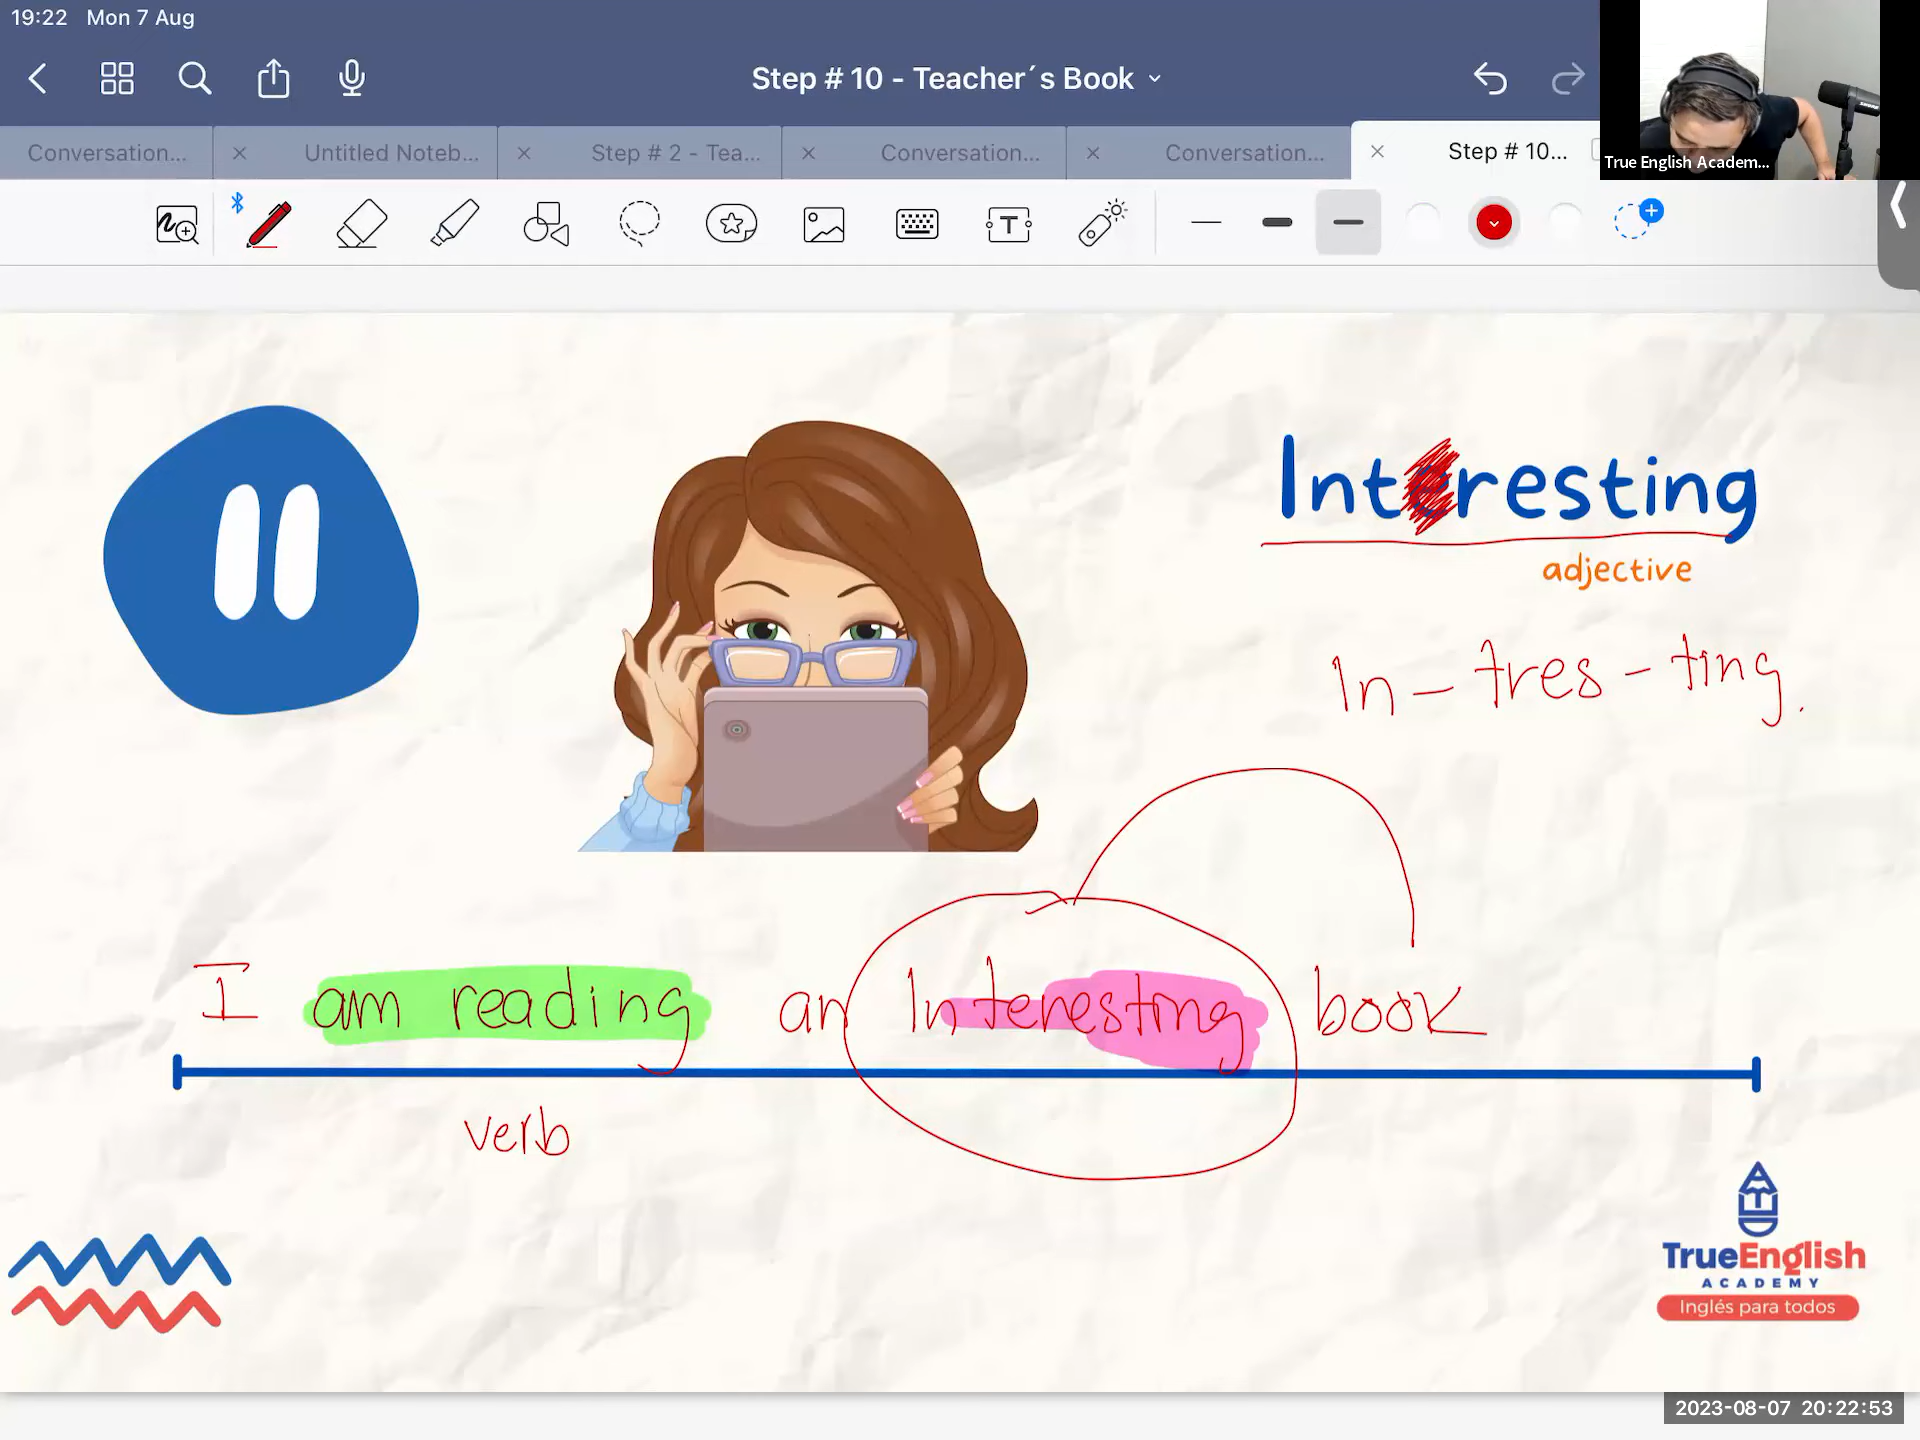 19:22 Mon 7 Aug
Step # 10 - Teacher´s Book
Conversation... Untitled Noteb... Step # 2 - Tea... Conversation... Conversation... Step # 10...
True English Academ...
T
11
Interesting
adjective
In - tres - ting.
I am reading an Interesting book
verb
TrueEnglish
ACADEMY
Inglés para todos
2023-08-07 20:22:53